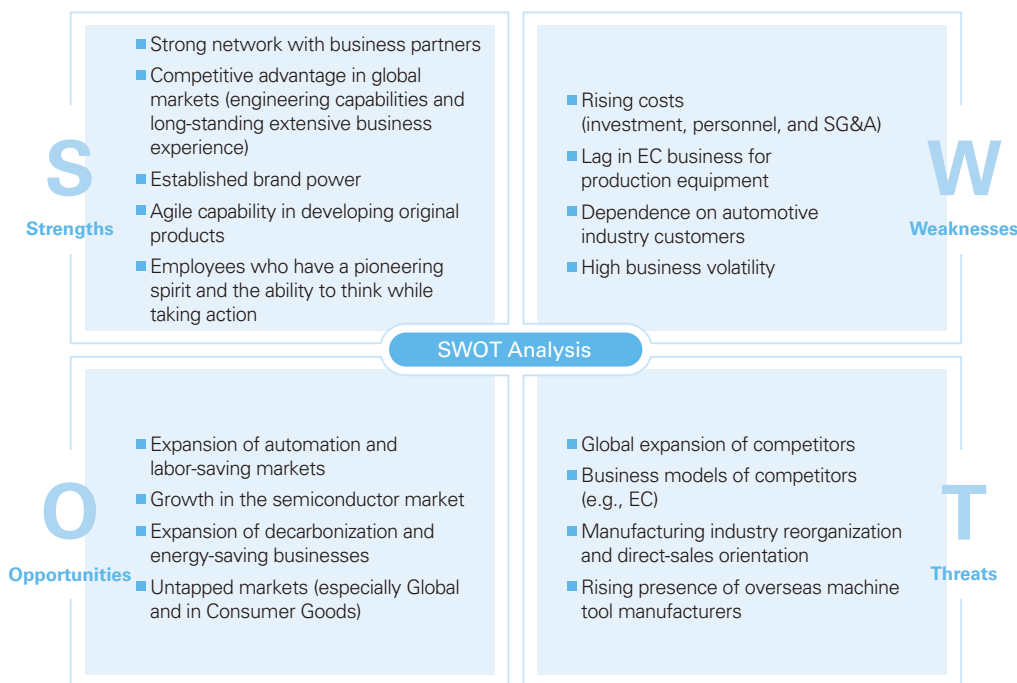 S
Strengths
Strong network with business partners
Competitive advantage in global
markets (engineering capabilities and
long-standing extensive business
experience)
Established brand power
Agile capability in developing original
products
Employees who have a pioneering
spirit and the ability to think while
taking action
W
Weaknesses
Rising costs
(investment, personnel, and SG&A)
Lag in EC business for
production equipment
Dependence on automotive
industry customers
High business volatility
SWOT Analysis
O
Opportunities
Expansion of automation and
labor-saving markets
Growth in the semiconductor market
Expansion of decarbonization and
energy-saving businesses
Untapped markets (especially Global
and in Consumer Goods)
T
Threats
Global expansion of competitors
Business models of competitors
(e.g., EC)
Manufacturing industry reorganization
and direct-sales orientation
Rising presence of overseas machine
tool manufacturers